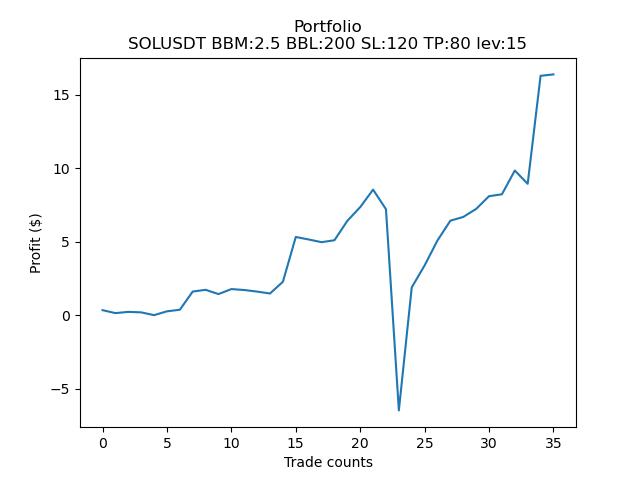 Portfolio
SOLUSDT BBM:2.5 BBL:200 SL:120 TP:80 lev:15
15
10
5
0
−5
Profit ($)
0 5 10 15 20 25 30 35
Trade counts